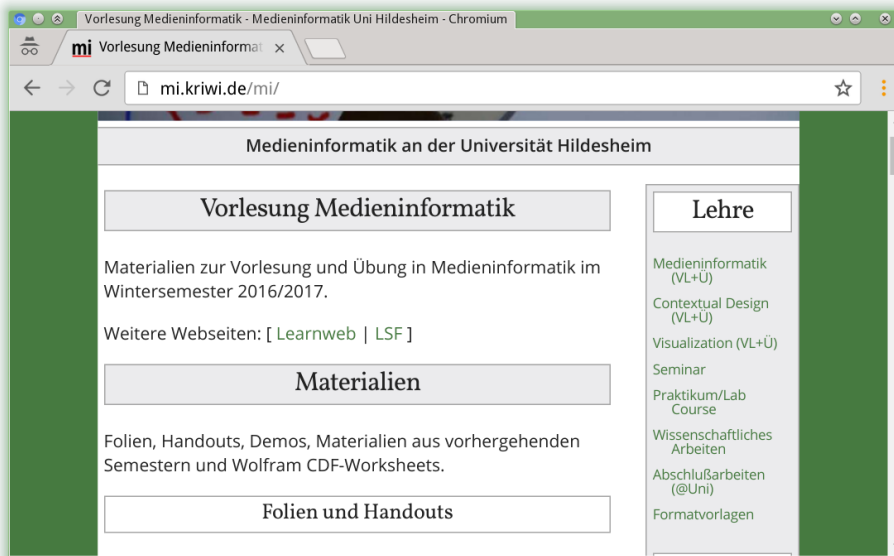 Vorlesung Medieninformatik - Medieninformatik Uni Hildesheim - Chromium
mi Vorlesung Medieninformat
mi.kriwi.de/mi/
Medieninformatik an der Universität Hildesheim
Vorlesung Medieninformatik
Materialien zur Vorlesung und Übung in Medieninformatik im
Wintersemester 2016/2017.
Weitere Webseiten: [ Learnweb | LSF ]
Materialien
Folien, Handouts, Demos, Materialien aus vorhergehenden
Semestern und Wolfram CDF-Worksheets.
Folien und Handouts
Lehre
Medieninformatik
(VL+Ü)
Contextual Design
(VL+Ü)
Visualization (VL+Ü)
Seminar
Praktikum/Lab
Course
Wissenschaftliches
Arbeiten
Abschlußarbeiten
(@Uni)
Formatvorlagen